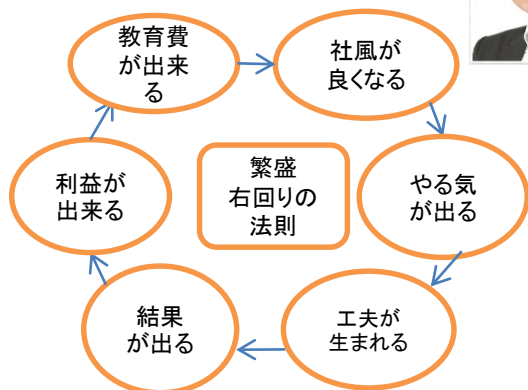 教育費
が出来
る
社風が
良くなる
やる気
が出る
工夫が
生まれる
結果
が出る
利益が
出来る
繁盛
右回りの
法則